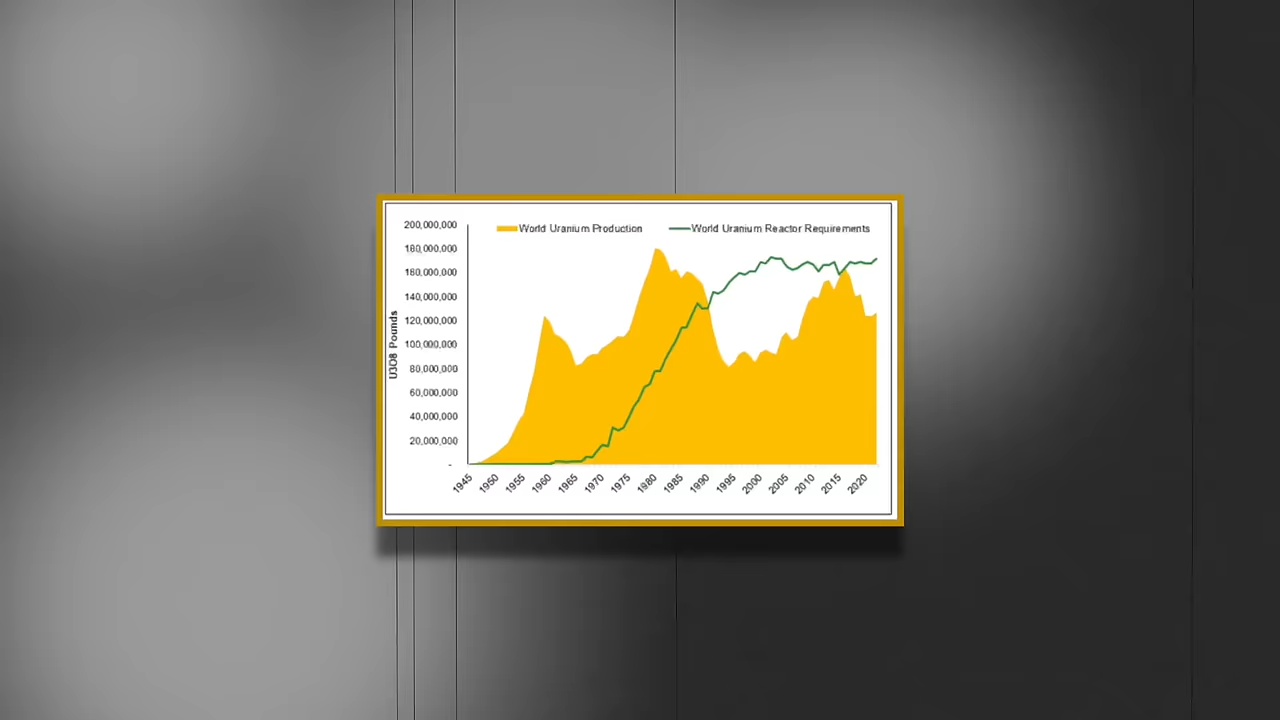 200,000,000
World Uranium Production
World Uranium Reactor Requirements
180,000,000
160,000,000
140,000,000
120,000,000
100,000,000
80,000,000
60,000,000
40,000,000
20,000,000
-
U3O8 Pounds
1945 1950 1955 1960 1965 1970 1975 1980 1985 1990 1995 2000 2005 2010 2015 2020